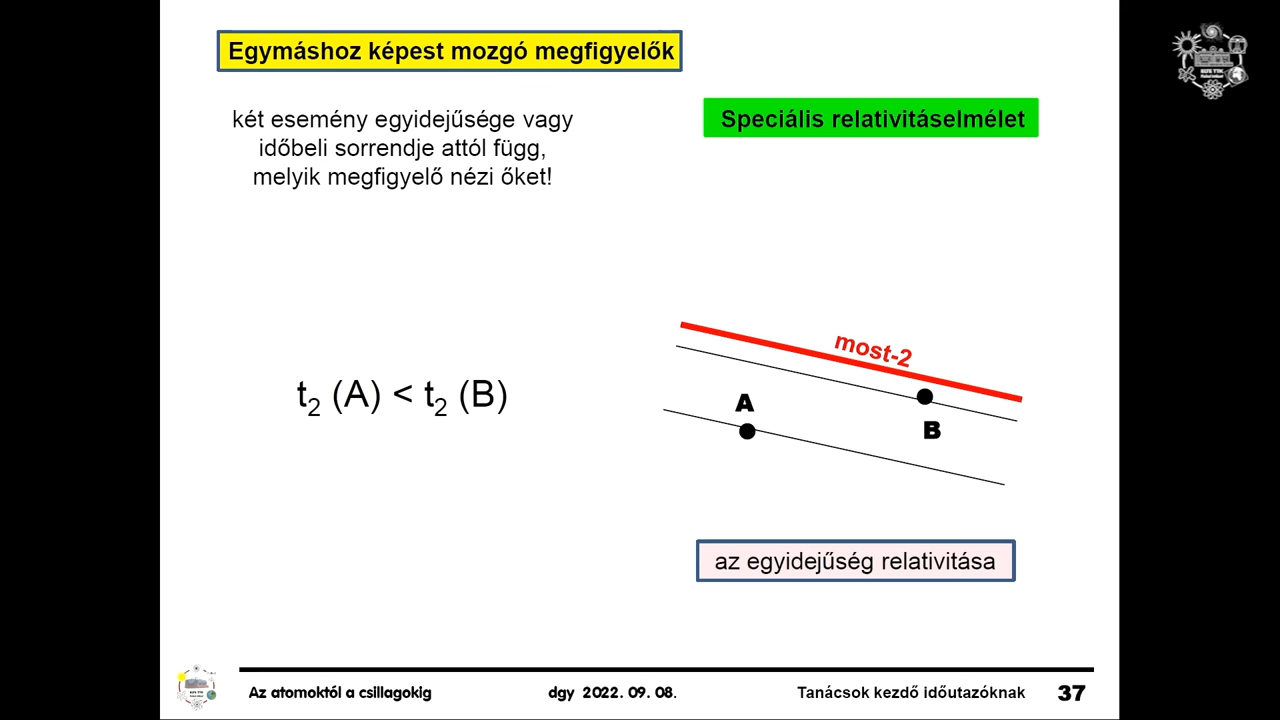 Egymáshoz képest mozgó megfigyelők
két esemény egyidejűsége vagy
időbeli sorrendje attól függ,
melyik megfigyelő nézi őket!
Speciális relativitáselmélet
t2 (A) < t2 (B)
most-2
A
B
az egyidejűség relativitása
Az atomoktól a csillagokig
dgy 2022. 09. 08.
Tanácsok kezdő időutazóknak
37